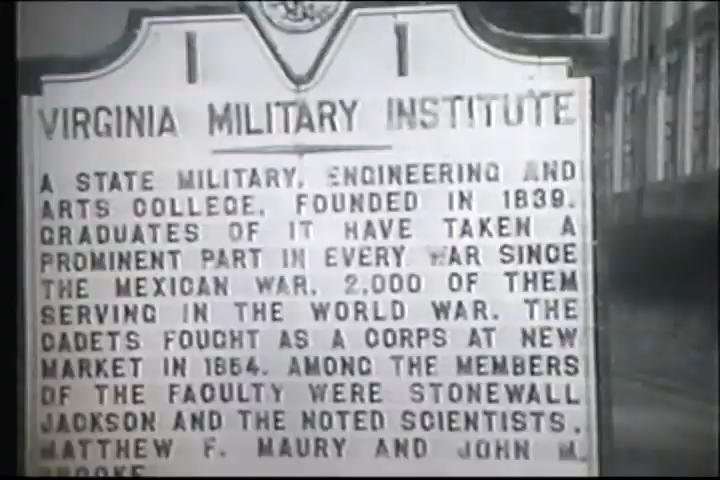 I I
VIRGINIA MILITARY INSTITUTE
A STATE MILITARY, ENGINEERING AND
ARTS COLLEGE, FOUNDED IN 1839.
GRADUATES OF IT HAVE TAKEN A
PROMINENT PART IN EVERY WAR SINCE
THE MEXICAN WAR, 2,000 OF THEM
SERVING IN THE WORLD WAR. THE
CADETS FOUGHT AS A CORPS AT NEW
MARKET IN 1864. AMONG THE MEMBERS
OF THE FACULTY WERE STONEWALL
JACKSON AND THE NOTED SCIENTISTS,
MATTHEW F. MAURY AND JOHN M.
BROOKE